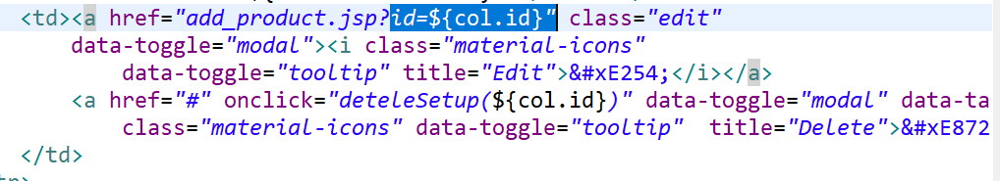 <td><a href="add_product.jsp?id=${col.id}" class="edit"
data-toggle="modal"><i class="material-icons"
data-toggle="tooltip" title="Edit">&#xE254;</i></a>
<a href="#" onclick="deteleSetup(${col.id})" data-toggle="modal" data-ta
class="material-icons" data-toggle="tooltip"  title="Delete">&#xE872
</td>